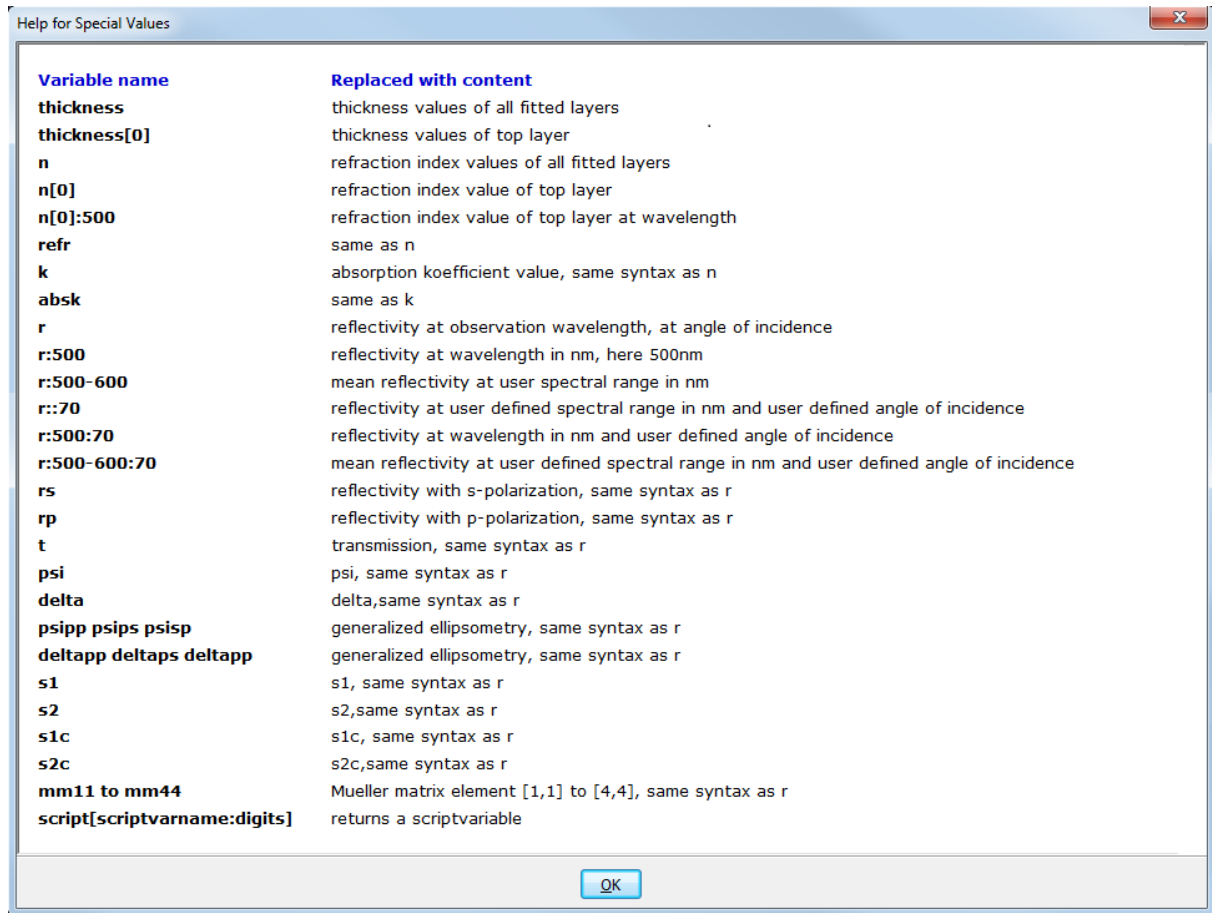 Help for Special Values
Variable name Replaced with content
thickness thickness values of all fitted layers
thickness[0] thickness values of top layer
n refraction index values of all fitted layers
n[0] refraction index value of top layer
n[0]:500 refraction index value of top layer at wavelength
refr same as n
k absorption koefficient value, same syntax as n
absk same as k
r reflectivity at observation wavelength, at angle of incidence
r:500 reflectivity at wavelength in nm, here 500nm
r:500-600 mean reflectivity at user spectral range in nm
r::70 reflectivity at user defined spectral range in nm and user defined angle of incidence
r:500:70 reflectivity at wavelength in nm and user defined angle of incidence
r:500-600:70 mean reflectivity at user defined spectral range in nm and user defined angle of incidence
rs reflectivity with s-polarization, same syntax as r
rp reflectivity with p-polarization, same syntax as r
t transmission, same syntax as r
psi psi, same syntax as r
delta delta,same syntax as r
psipp psips psisp generalized ellipsometry, same syntax as r
deltapp deltaps deltapp generalized ellipsometry, same syntax as r
s1 s1, same syntax as r
s2 s2,same syntax as r
s1c s1c, same syntax as r
s2c s2c,same syntax as r
mm11 to mm44 Mueller matrix element [1,1] to [4,4], same syntax as r
script[scriptvarname:digits] returns a scriptvariable
OK